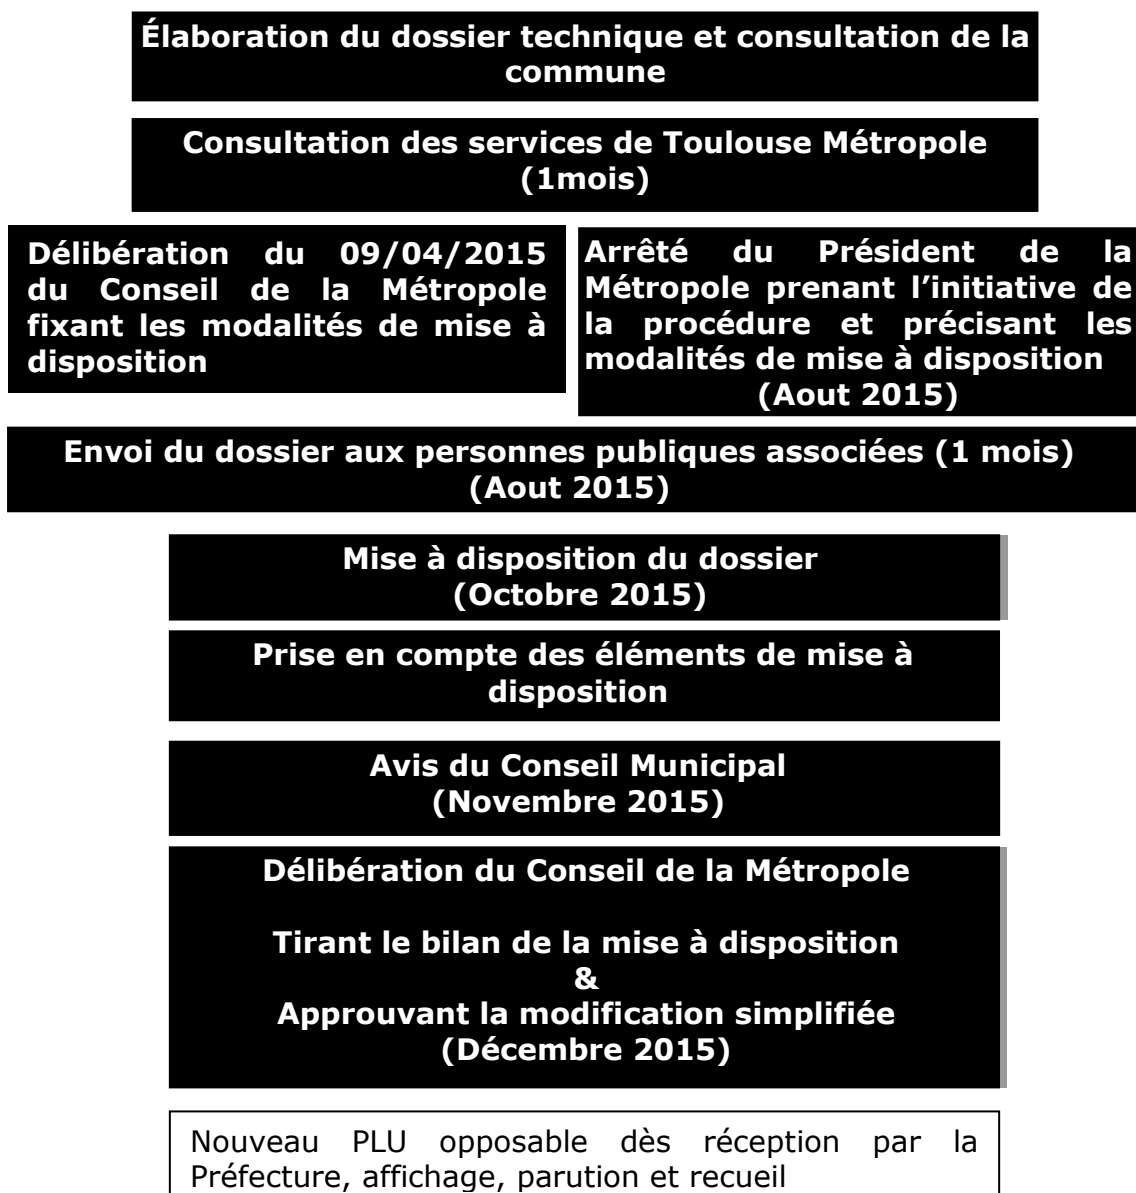 Élaboration du dossier technique et consultation de la
commune
Consultation des services de Toulouse Métropole
(1mois)
Délibération du 09/04/2015
du Conseil de la Métropole
fixant les modalités de mise à
disposition
Arrêté du Président de la
Métropole prenant l’initiative de
la procédure et précisant les
modalités de mise à disposition
(Aout 2015)
Envoi du dossier aux personnes publiques associées (1 mois)
(Aout 2015)
Mise à disposition du dossier
(Octobre 2015)
Prise en compte des éléments de mise à
disposition
Avis du Conseil Municipal
(Novembre 2015)
Délibération du Conseil de la Métropole
Tirant le bilan de la mise à disposition
&
Approuvant la modification simplifiée
(Décembre 2015)
Nouveau PLU opposable dès réception par la
Préfecture, affichage, parution et recueil